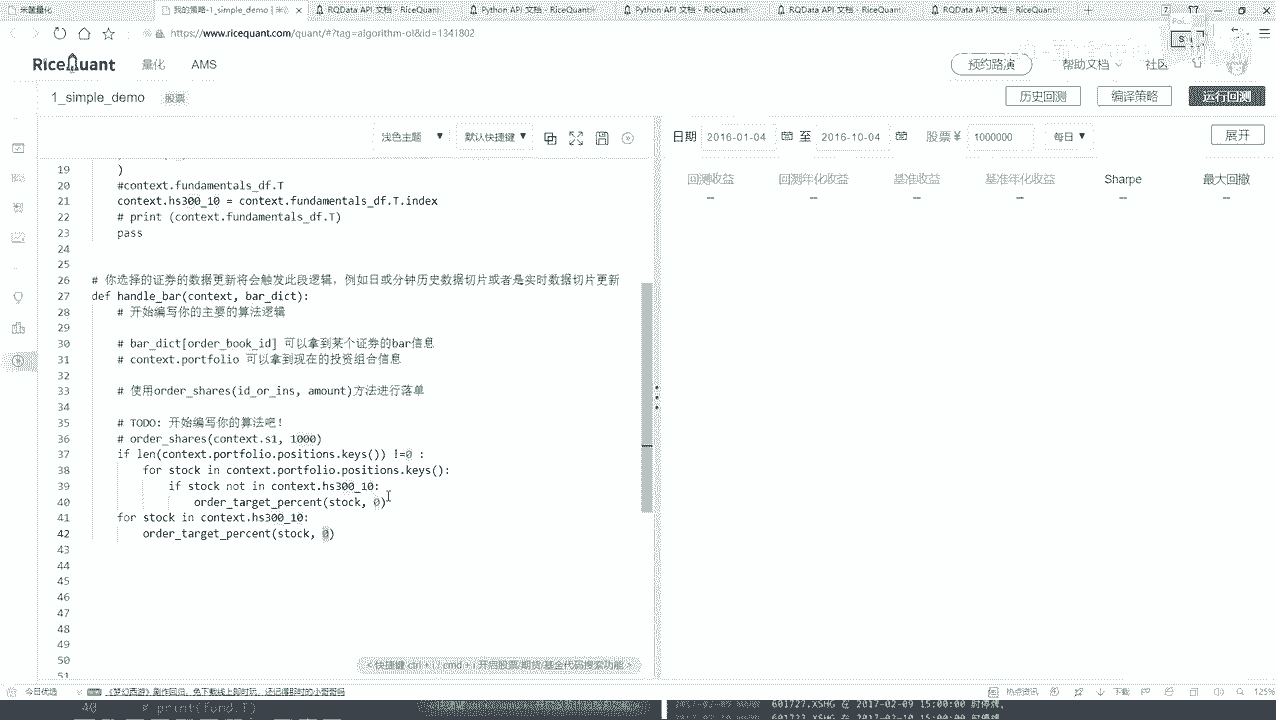 米筐量化
我的策略-1_simple_demo | 米
RQData API 文档 - RiceQuant
Python API 文档 - RiceQuant
Python API 文档 - RiceQuant
RQData API 文档 - RiceQuant
RQData API 文档 - RiceQuant
https://www.ricequant.com/quant/#?tag=algorithm-ol&id=1341802
RiceQuant 量化 AMS 预约路演 帮助文档 社区
1_simple_demo 股票 历史回测 编译策略 运行回测
浅色主题 默认快捷键 日期 2016-01-04 至 2016-10-04 股票 ¥ 1000000 每日 展开
回测收益 回测年化收益 基准收益 基准年化收益 Sharpe 最大回撤
-- -- -- -- -- --
19 )
20 #context.fundamentals_df.T
21 context.hs300_10 = context.fundamentals_df.T.index
22 # print (context.fundamentals_df.T)
23 pass
24
25
26 # 你选择的证券的数据更新将会触发此段逻辑，例如日或分钟历史数据切片或者是实时数据切片更新
27 def handle_bar(context, bar_dict):
28 # 开始编写你的主要的算法逻辑
29
30 # bar_dict[order_book_id] 可以拿到某个证券的bar信息
31 # context.portfolio 可以拿到现在的投资组合信息
32
33 # 使用order_shares(id_or_ins, amount)方法进行落单
34
35 # TODO: 开始编写你的算法吧！
36 # order_shares(context.s1, 1000)
37 if len(context.portfolio.positions.keys()) !=0 :
38 for stock in context.portfolio.positions.keys():
39 if stock not in context.hs300_10:
40 order_target_percent(stock, 0)
41 for stock in context.hs300_10:
42 order_target_percent(stock, 0)
43
44
45
46
47
48
49
50
51
<快捷键 ctrl + i / cmd + i 开启股票/期货/基金代码搜索功能>
今日优选 热点资讯 下载 125%
40 # print(fund.T)
601727.XSHG 在 2017-02-09 15:00:00 时停牌,